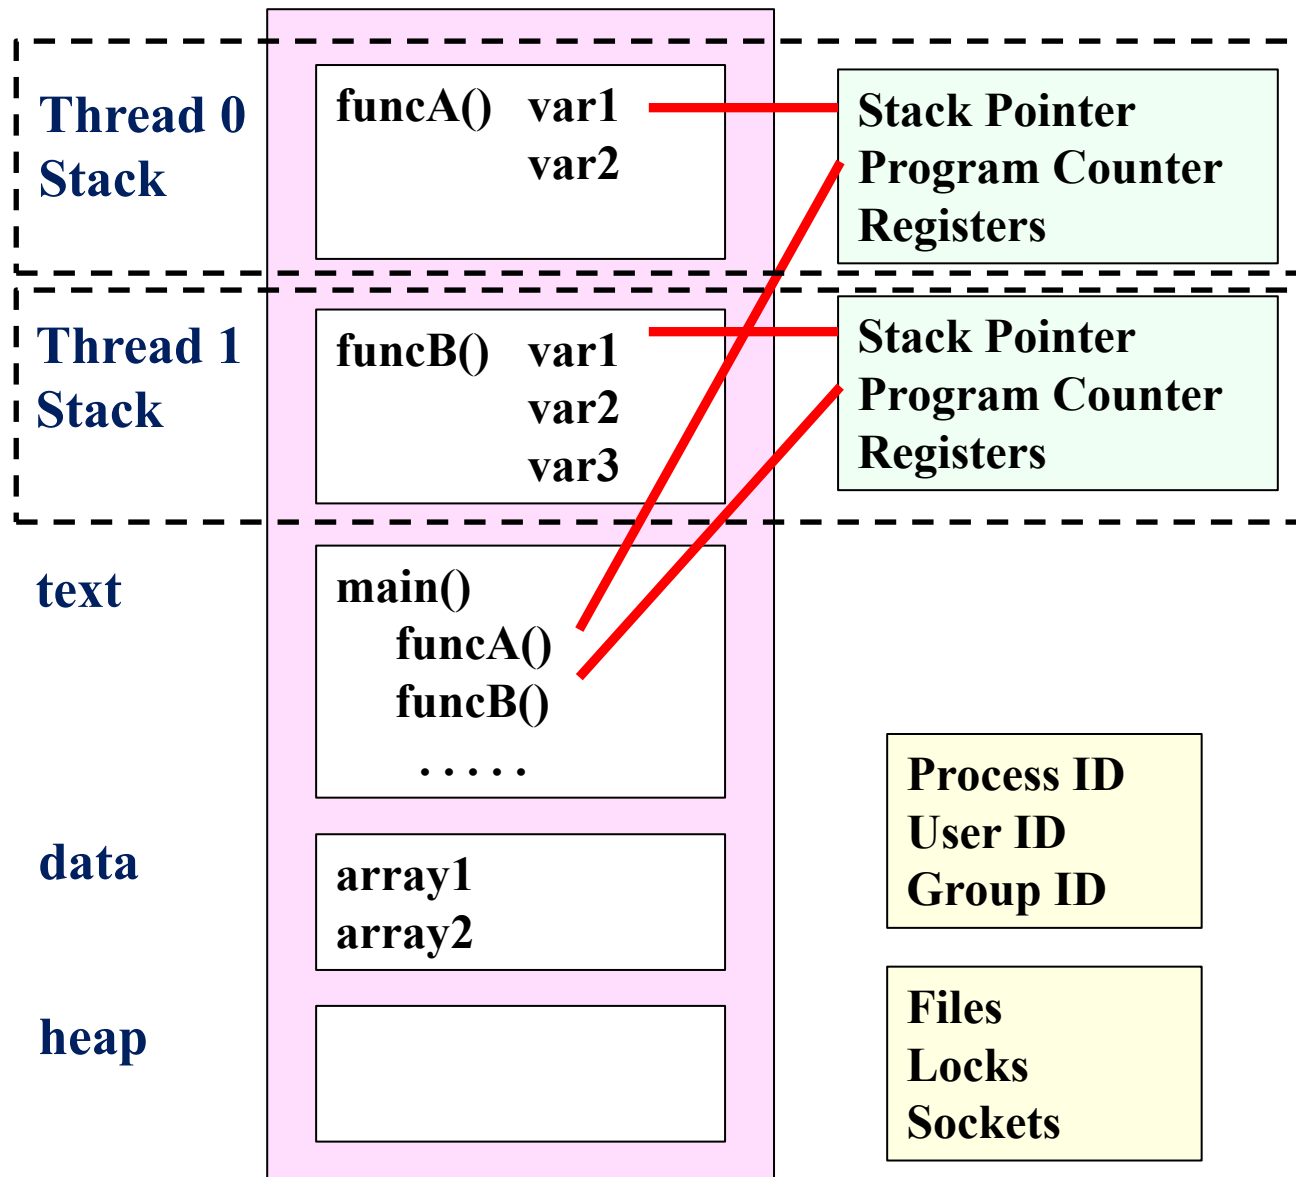 Thread 0
Stack
funcA() var1
var2
Stack Pointer
Program Counter
Registers
Thread 1
Stack
funcB() var1
var2
var3
Stack Pointer
Program Counter
Registers
text
main()
funcA()
funcB()
.....
data
array1
array2
heap
Process ID
User ID
Group ID
Files
Locks
Sockets